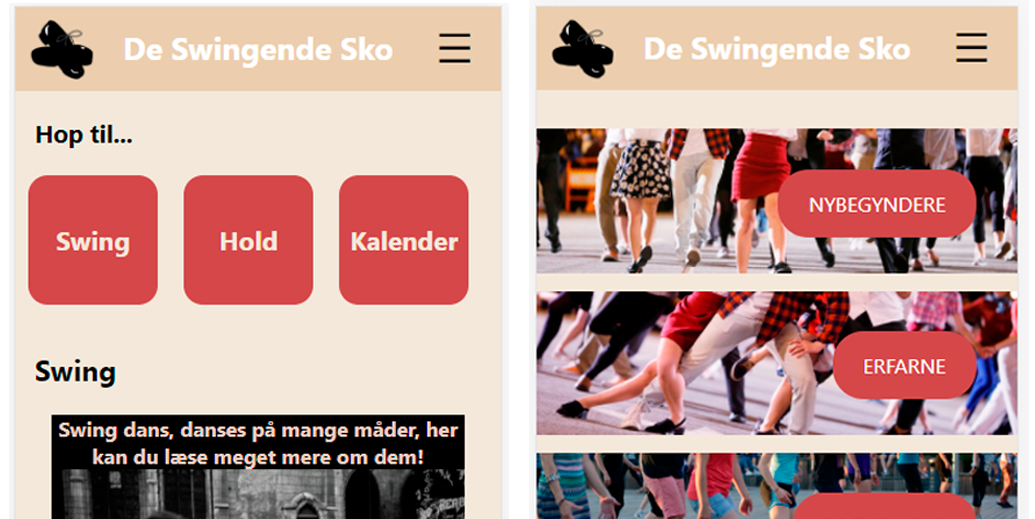 De Swingende Sko
Hop til...
Swing
Hold
Kalender
Swing
Swing dans, danses på mange måder, her
kan du læse meget mere om dem!
De Swingende Sko
NYBEGYNDERE
ERFARNE